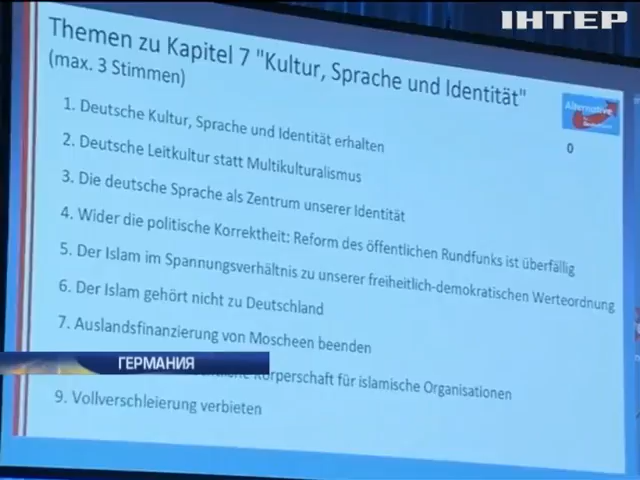 ІНТЕР
Themen zu Kapitel 7 "Kultur, Sprache und Identität"
(max. 3 Stimmen)
Alternative
0
1. Deutsche Kultur, Sprache und Identität erhalten
2. Deutsche Leitkultur statt Multikulturalismus
3. Die deutsche Sprache als Zentrum unserer Identität
4. Wider die politische Korrektheit: Reform des öffentlichen Rundfunks ist überfällig
5. Der Islam im Spannungsverhältnis zu unserer freiheitlich-demokratischen Werteordnung
6. Der Islam gehört nicht zu Deutschland
7. Auslandsfinanzierung von Moscheen beenden
ГЕРМАНИЯ
Körperschaft für islamische Organisationen
9. Vollverschleierung verbieten